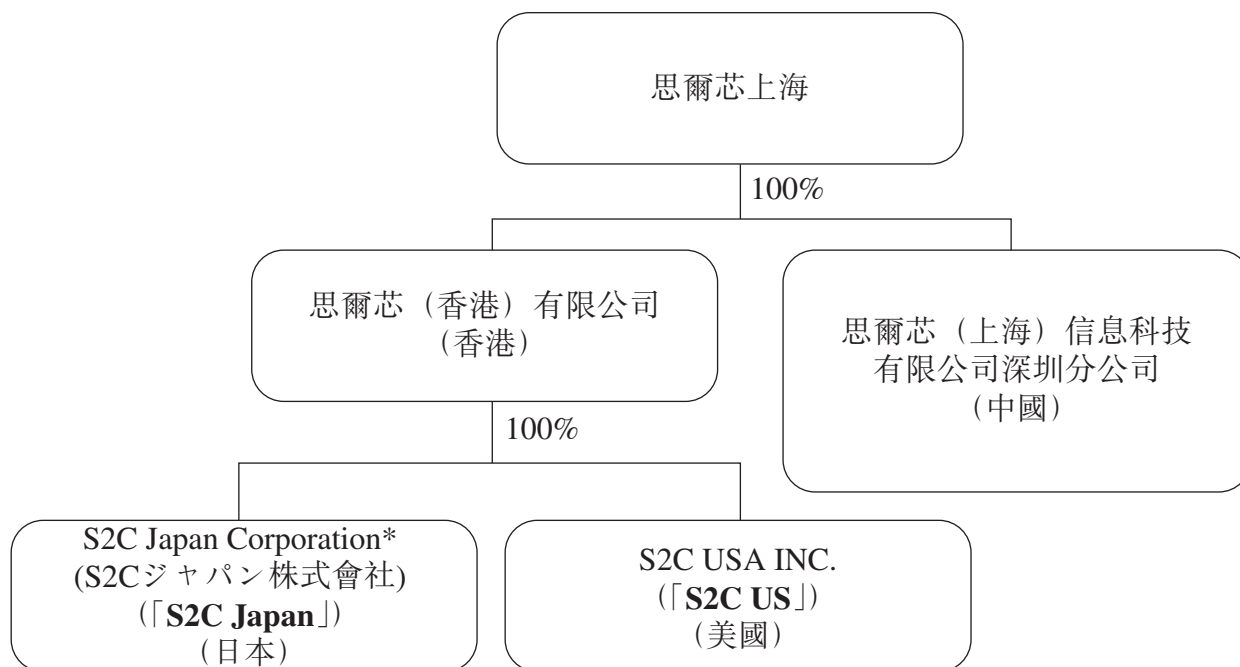 思爾芯上海
100%
思爾芯（香港）有限公司
（香港）
思爾芯（上海）信息科技
有限公司深圳分公司
（中國）
100%
S2C Japan Corporation*
(S2Cジャパン株式會社)
（「S2C Japan」）
（日本）
S2C USA INC.
（「S2C US」）
（美國）